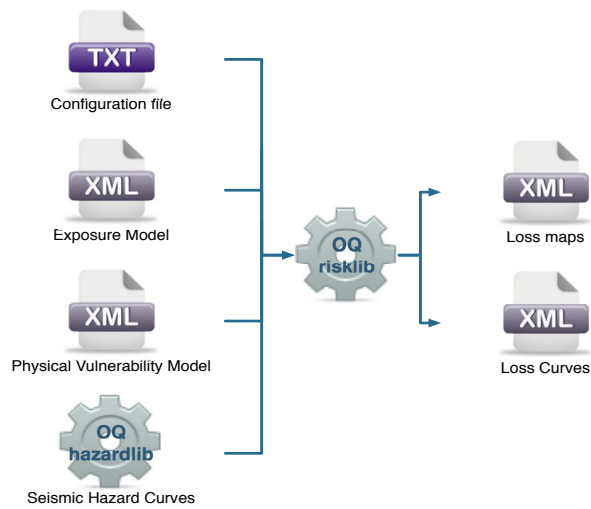 TXT
Configuration file
XML
Exposure Model
XML
Physical Vulnerability Model
OQ
hazardlib
Seismic Hazard Curves
OQ
risklib
XML
Loss maps
XML
Loss Curves